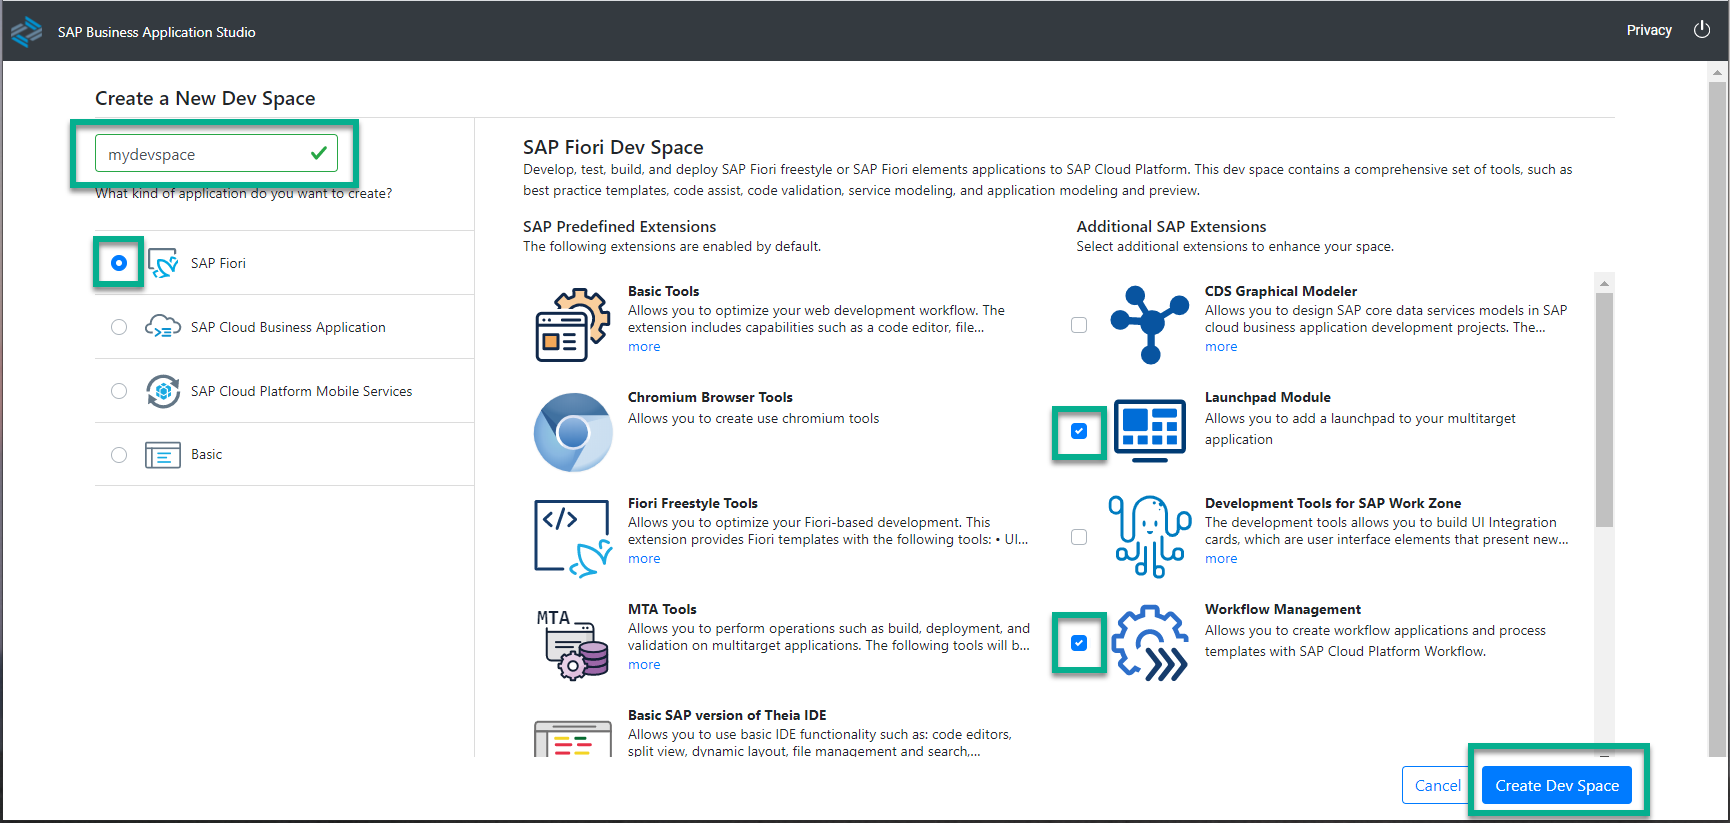 SAP Business Application Studio
Privacy
Create a New Dev Space
mydevspace
What kind of application do you want to create?
SAP Fiori
SAP Cloud Business Application
SAP Cloud Platform Mobile Services
Basic
SAP Fiori Dev Space
Develop, test, build, and deploy SAP Fiori freestyle or SAP Fiori elements applications to SAP Cloud Platform. This dev space contains a comprehensive set of tools, such as
best practice templates, code assist, code validation, service modeling, and application modeling and preview.
SAP Predefined Extensions
The following extensions are enabled by default.
Basic Tools
Allows you to optimize your web development workflow. The
extension includes capabilities such as a code editor, file...
more
Chromium Browser Tools
Allows you to create use chromium tools
</>
Fiori Freestyle Tools
Allows you to optimize your Fiori-based development. This
extension provides Fiori templates with the following tools: • UI...
more
MTA
MTA Tools
Allows you to perform operations such as build, deployment, and
validation on multitarget applications. The following tools will b...
more
Basic SAP version of Theia IDE
Allows you to use basic IDE functionality such as: code editors,
split view, dynamic layout, file management and search,...
Additional SAP Extensions
Select additional extensions to enhance your space.
CDS Graphical Modeler
Allows you to design SAP core data services models in SAP
cloud business application development projects. The...
more
Launchpad Module
Allows you to add a launchpad to your multitarget
application
Development Tools for SAP Work Zone
The development tools allows you to build UI Integration
cards, which are user interface elements that present new...
more
Workflow Management
Allows you to create workflow applications and process
templates with SAP Cloud Platform Workflow.
Cancel
Create Dev Space